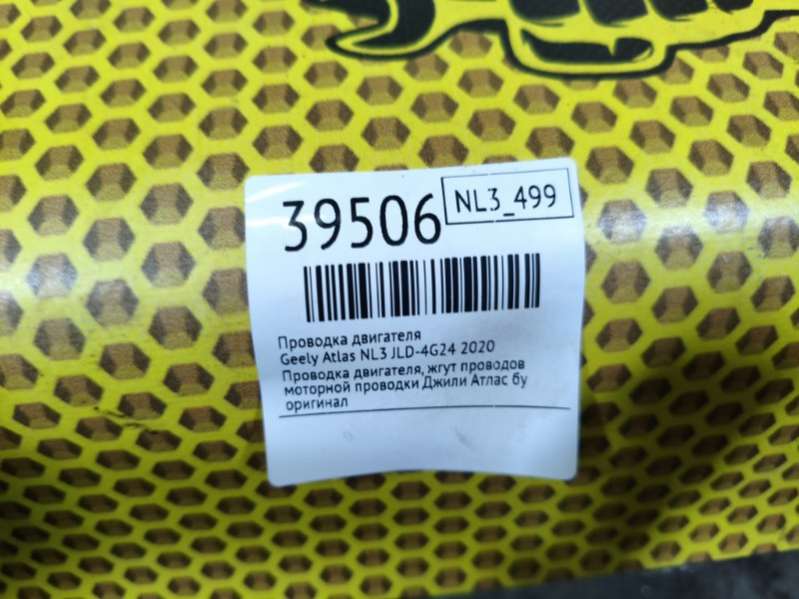 39506
NL3_499
Проводка двигателя
Geely Atlas NL3 JLD-4G24 2020
Проводка двигателя, жгут проводов
моторной проводки Джили Атлас бу
оригинал